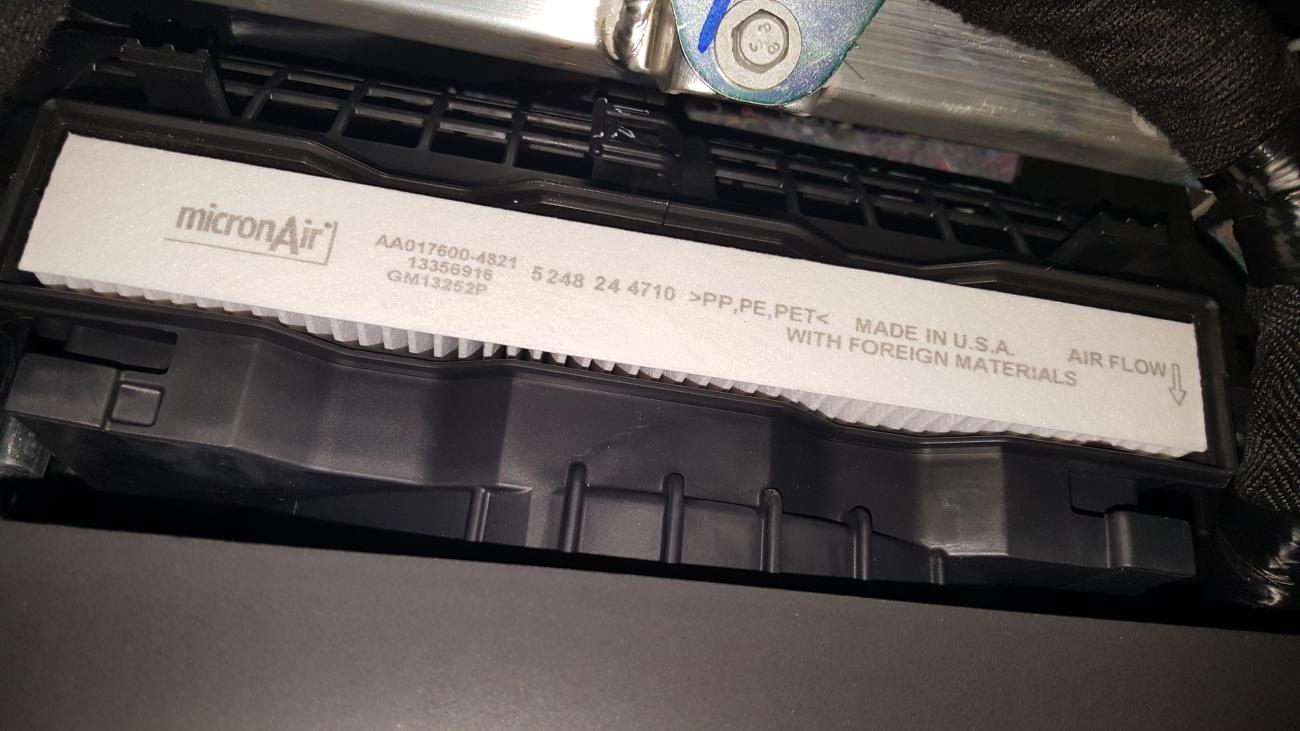 micronAir
AA017600-4821
13356916
GM13252P
5 248 24 4710 >PP,PE,PET<
MADE IN U.S.A.
WITH FOREIGN MATERIALS
AIR FLOW